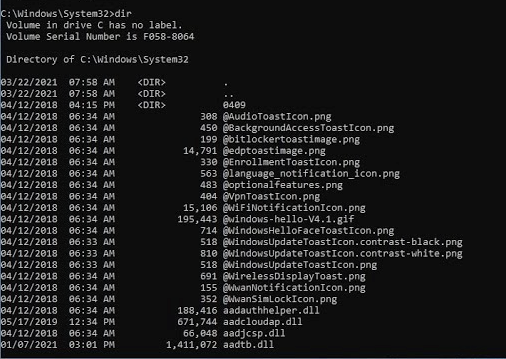 C:\Windows\System32>dir
 Volume in drive C has no label.
 Volume Serial Number is F058-8064

 Directory of C:\Windows\System32

03/22/2021  07:58 AM    <DIR>          .
03/22/2021  07:58 AM    <DIR>          ..
04/12/2018  04:15 PM    <DIR>          0409
04/12/2018  06:34 AM               308 @AudioToastIcon.png
04/12/2018  06:34 AM               450 @BackgroundAccessToastIcon.png
04/12/2018  06:34 AM               199 @bitlockertoastimage.png
04/12/2018  06:34 AM            14,791 @edptoastimage.png
04/12/2018  06:34 AM               330 @EnrollmentToastIcon.png
04/12/2018  06:34 AM               563 @language_notification_icon.png
04/12/2018  06:34 AM               483 @optionalfeatures.png
04/12/2018  06:34 AM               404 @VpnToastIcon.png
04/12/2018  06:34 AM            15,106 @WiFiNotificationIcon.png
04/12/2018  06:34 AM           195,443 @windows-hello-V4.1.gif
04/12/2018  06:34 AM               714 @WindowsHelloFaceToastIcon.png
04/12/2018  06:33 AM               518 @WindowsUpdateToastIcon.contrast-black.png
04/12/2018  06:33 AM               810 @WindowsUpdateToastIcon.contrast-white.png
04/12/2018  06:33 AM               518 @WindowsUpdateToastIcon.png
04/12/2018  06:34 AM               691 @WirelessDisplayToast.png
04/12/2018  06:34 AM               155 @WwanNotificationIcon.png
04/12/2018  06:34 AM               352 @WwanSimLockIcon.png
04/12/2018  06:34 AM           188,416 aadauthhelper.dll
05/17/2019  12:34 PM           671,744 aadcloudap.dll
04/12/2018  06:34 AM            66,048 aadjcsp.dll
01/07/2021  03:01 PM         1,411,072 aadtb.dll